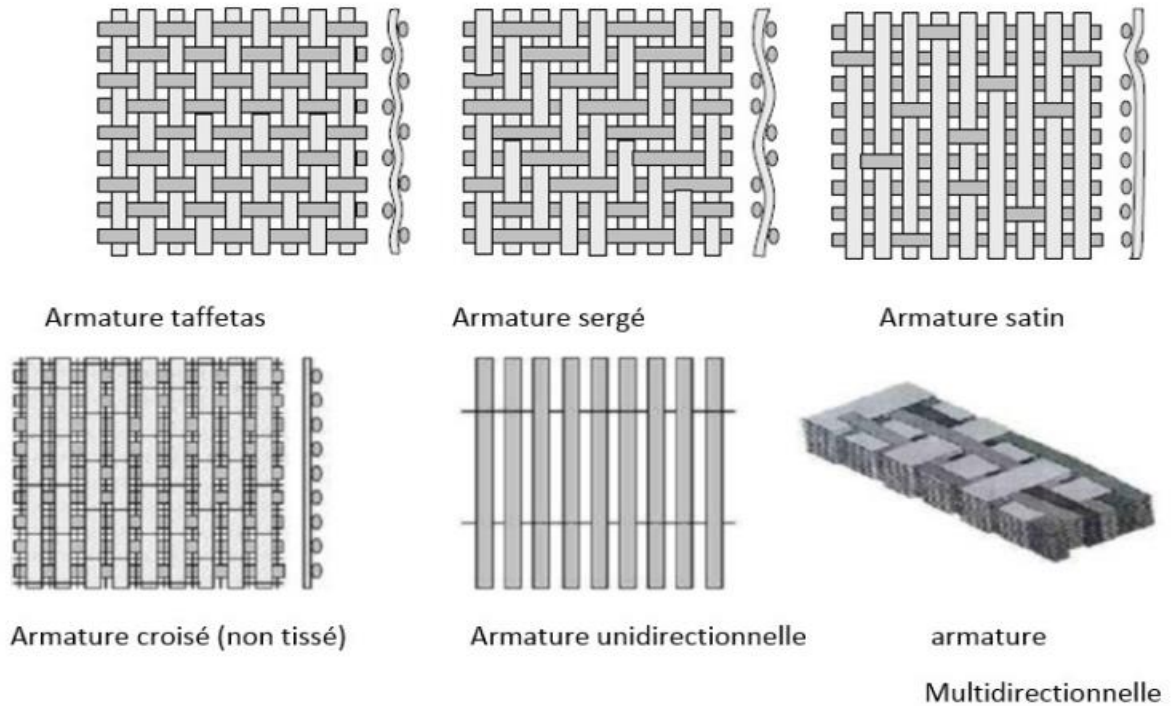 Armature taffetas
Armature sergé
Armature satin
Armature croisé (non tissé)
Armature unidirectionnelle
armature
Multidirectionnelle